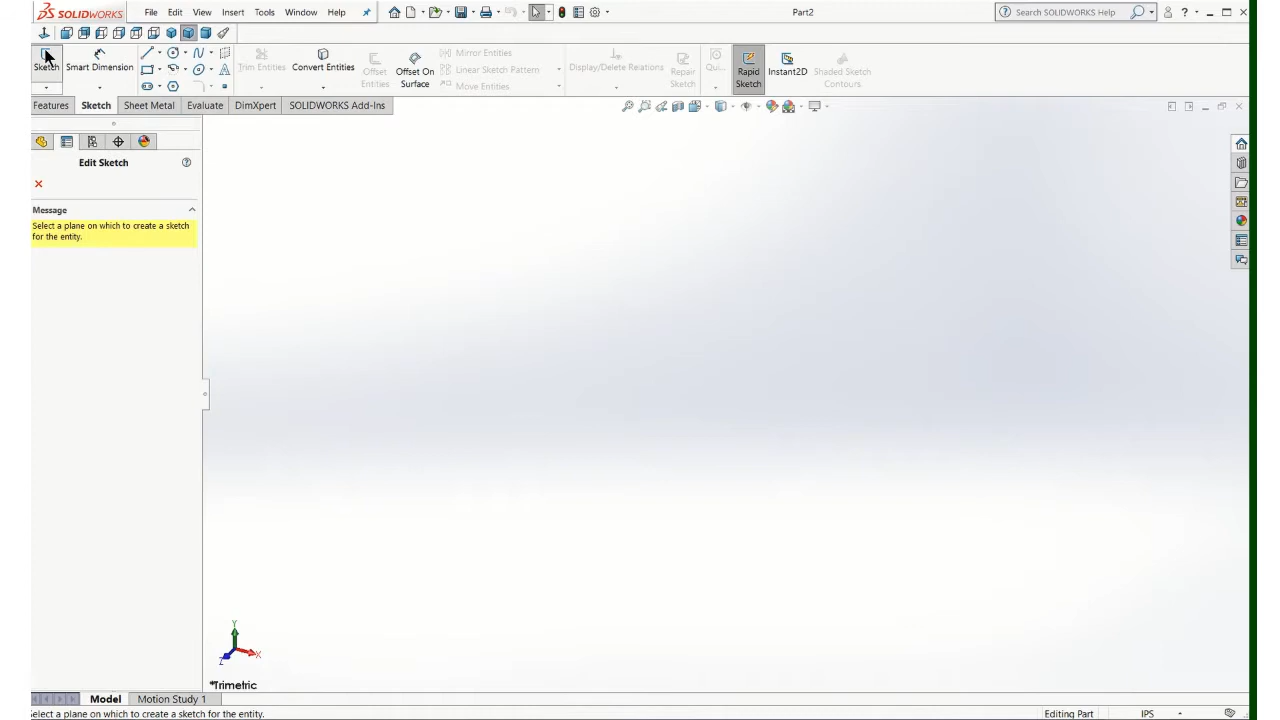 SOLIDWORKS File Edit View Insert Tools Window Help Part2 Search SOLIDWORKS Help ?
Sketch Smart Dimension Trim Entities Convert Entities Offset Entities Offset On Surface Mirror Entities Linear Sketch Pattern Move Entities Display/Delete Relations Repair Sketch Qui... Rapid Sketch Instant2D Shaded Sketch Contours
Features Sketch Sheet Metal Evaluate DimXpert SOLIDWORKS Add-Ins
Edit Sketch ?
Message
Select a plane on which to create a sketch
for the entity.
Y
Z X
*Trimetric
Model Motion Study 1
Select a plane on which to create a sketch for the entity. Editing Part IPS -